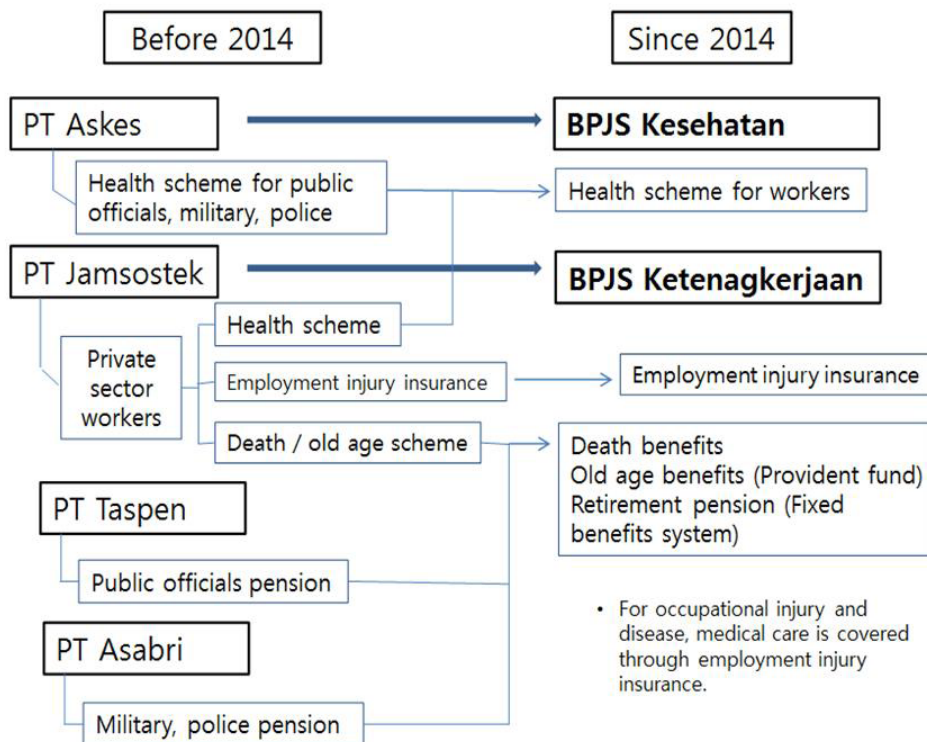 Before 2014
Since 2014
PT Askes
BPJS Kesehatan
Health scheme for public
officials, military, police
Health scheme for workers
PT Jamsostek
BPJS Ketenagkerjaan
Health scheme
Private
sector
workers
Employment injury insurance
Employment injury insurance
Death / old age scheme
Death benefits
Old age benefits (Provident fund)
Retirement pension (Fixed
benefits system)
PT Taspen
Public officials pension
• For occupational injury and
disease, medical care is covered
through employment injury
insurance.
PT Asabri
Military, police pension